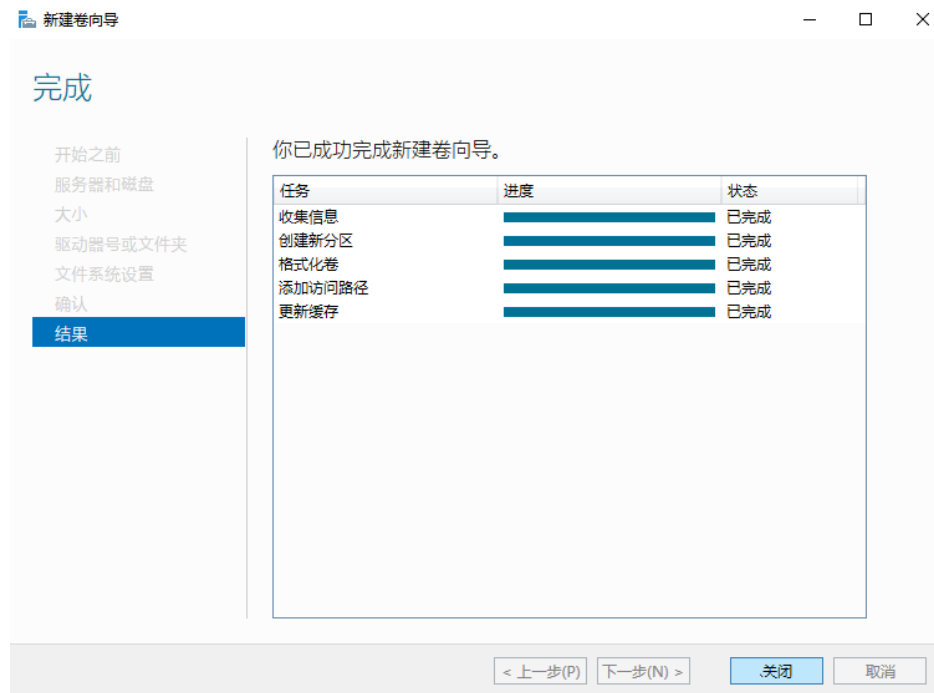 新建卷向导
完成
开始之前
服务器和磁盘
大小
驱动器号或文件夹
文件系统设置
确认
结果
你已成功完成新建卷向导。
任务 进度 状态
收集信息 已完成
创建新分区 已完成
格式化卷 已完成
添加访问路径 已完成
更新缓存 已完成
< 上一步(P) 下一步(N) > 关闭 取消